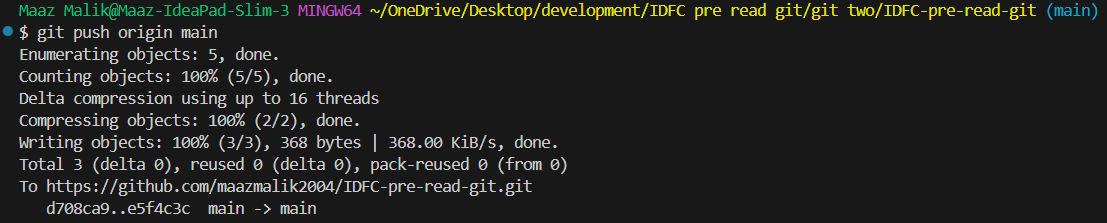 Maaz Malik@Maaz-IdeaPad-Slim-3 MINGW64 ~/OneDrive/Desktop/development/IDFC pre read git/git two/IDFC-pre-read-git (main)
$ git push origin main
Enumerating objects: 5, done.
Counting objects: 100% (5/5), done.
Delta compression using up to 16 threads
Compressing objects: 100% (2/2), done.
Writing objects: 100% (3/3), 368 bytes | 368.00 KiB/s, done.
Total 3 (delta 0), reused 0 (delta 0), pack-reused 0 (from 0)
To https://github.com/maazmalik2004/IDFC-pre-read-git.git
   d708ca9..e5f4c3c  main -> main